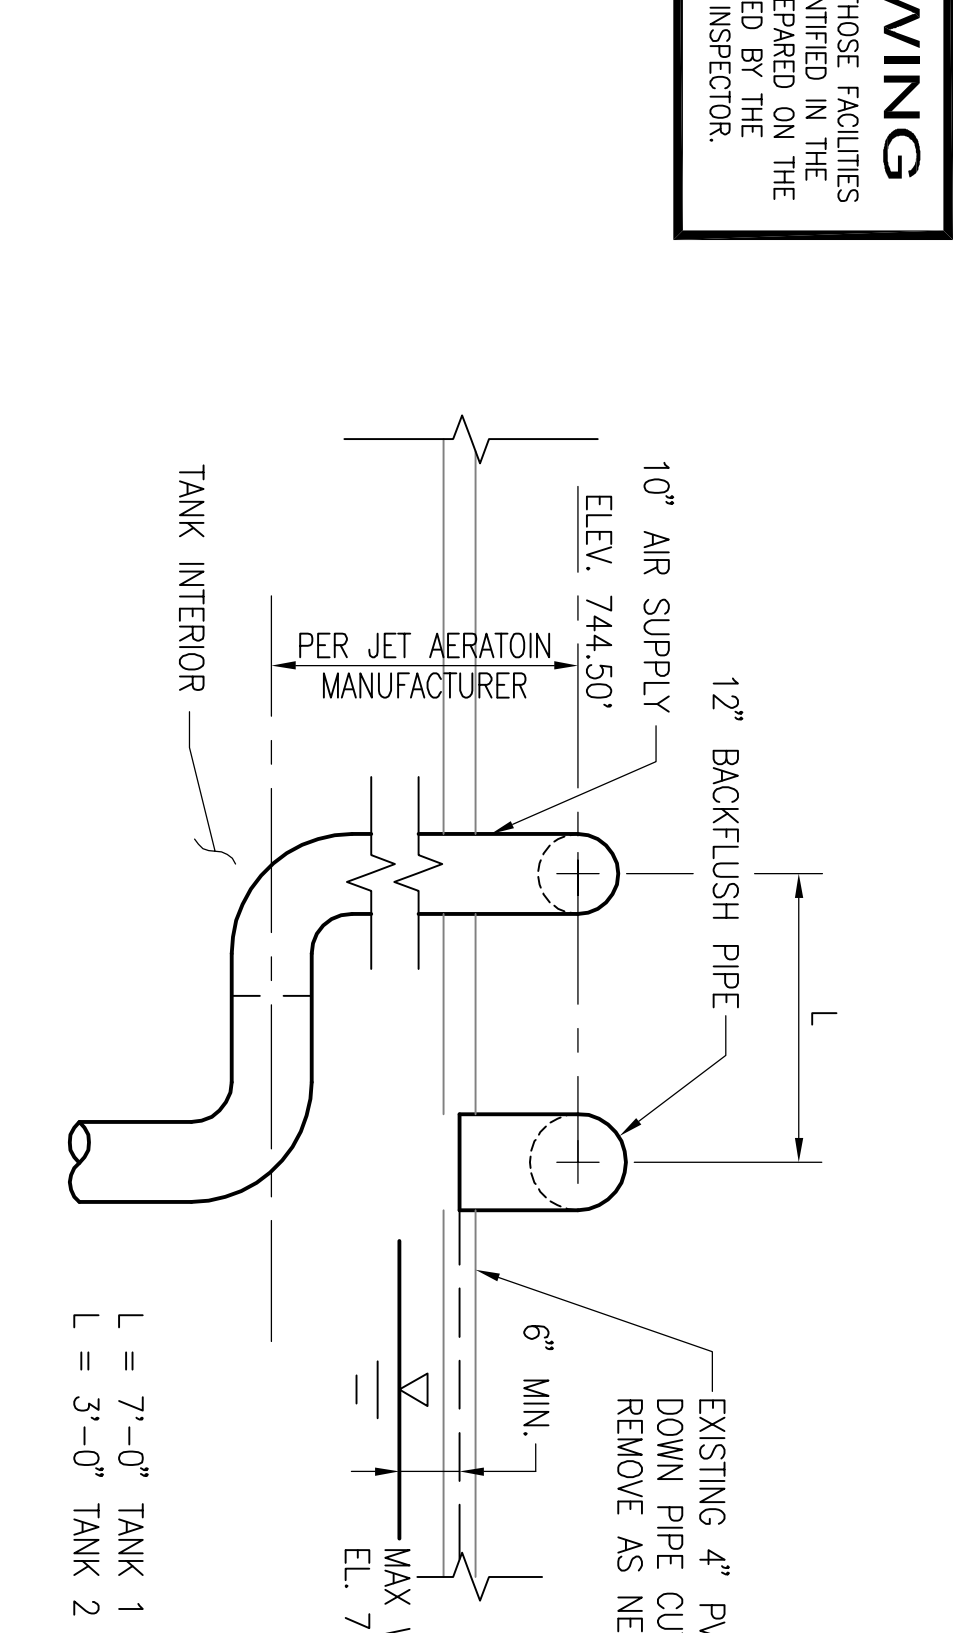 WING
THOSE FACILITIES
NTIFIED IN THE
EPARED ON THE
ED BY THE
INSPECTOR.
12” BACKFLUSH PIPE
L
10” AIR SUPPLY
ELEV. 744.50’
PER JET AERATOIN
MANUFACTURER
TANK INTERIOR
EXISTING 4” PV
DOWN PIPE CU
REMOVE AS NE
6” MIN.
MAX
EL. 7
L = 7’–0” TANK 1
L = 3’–0” TANK 2